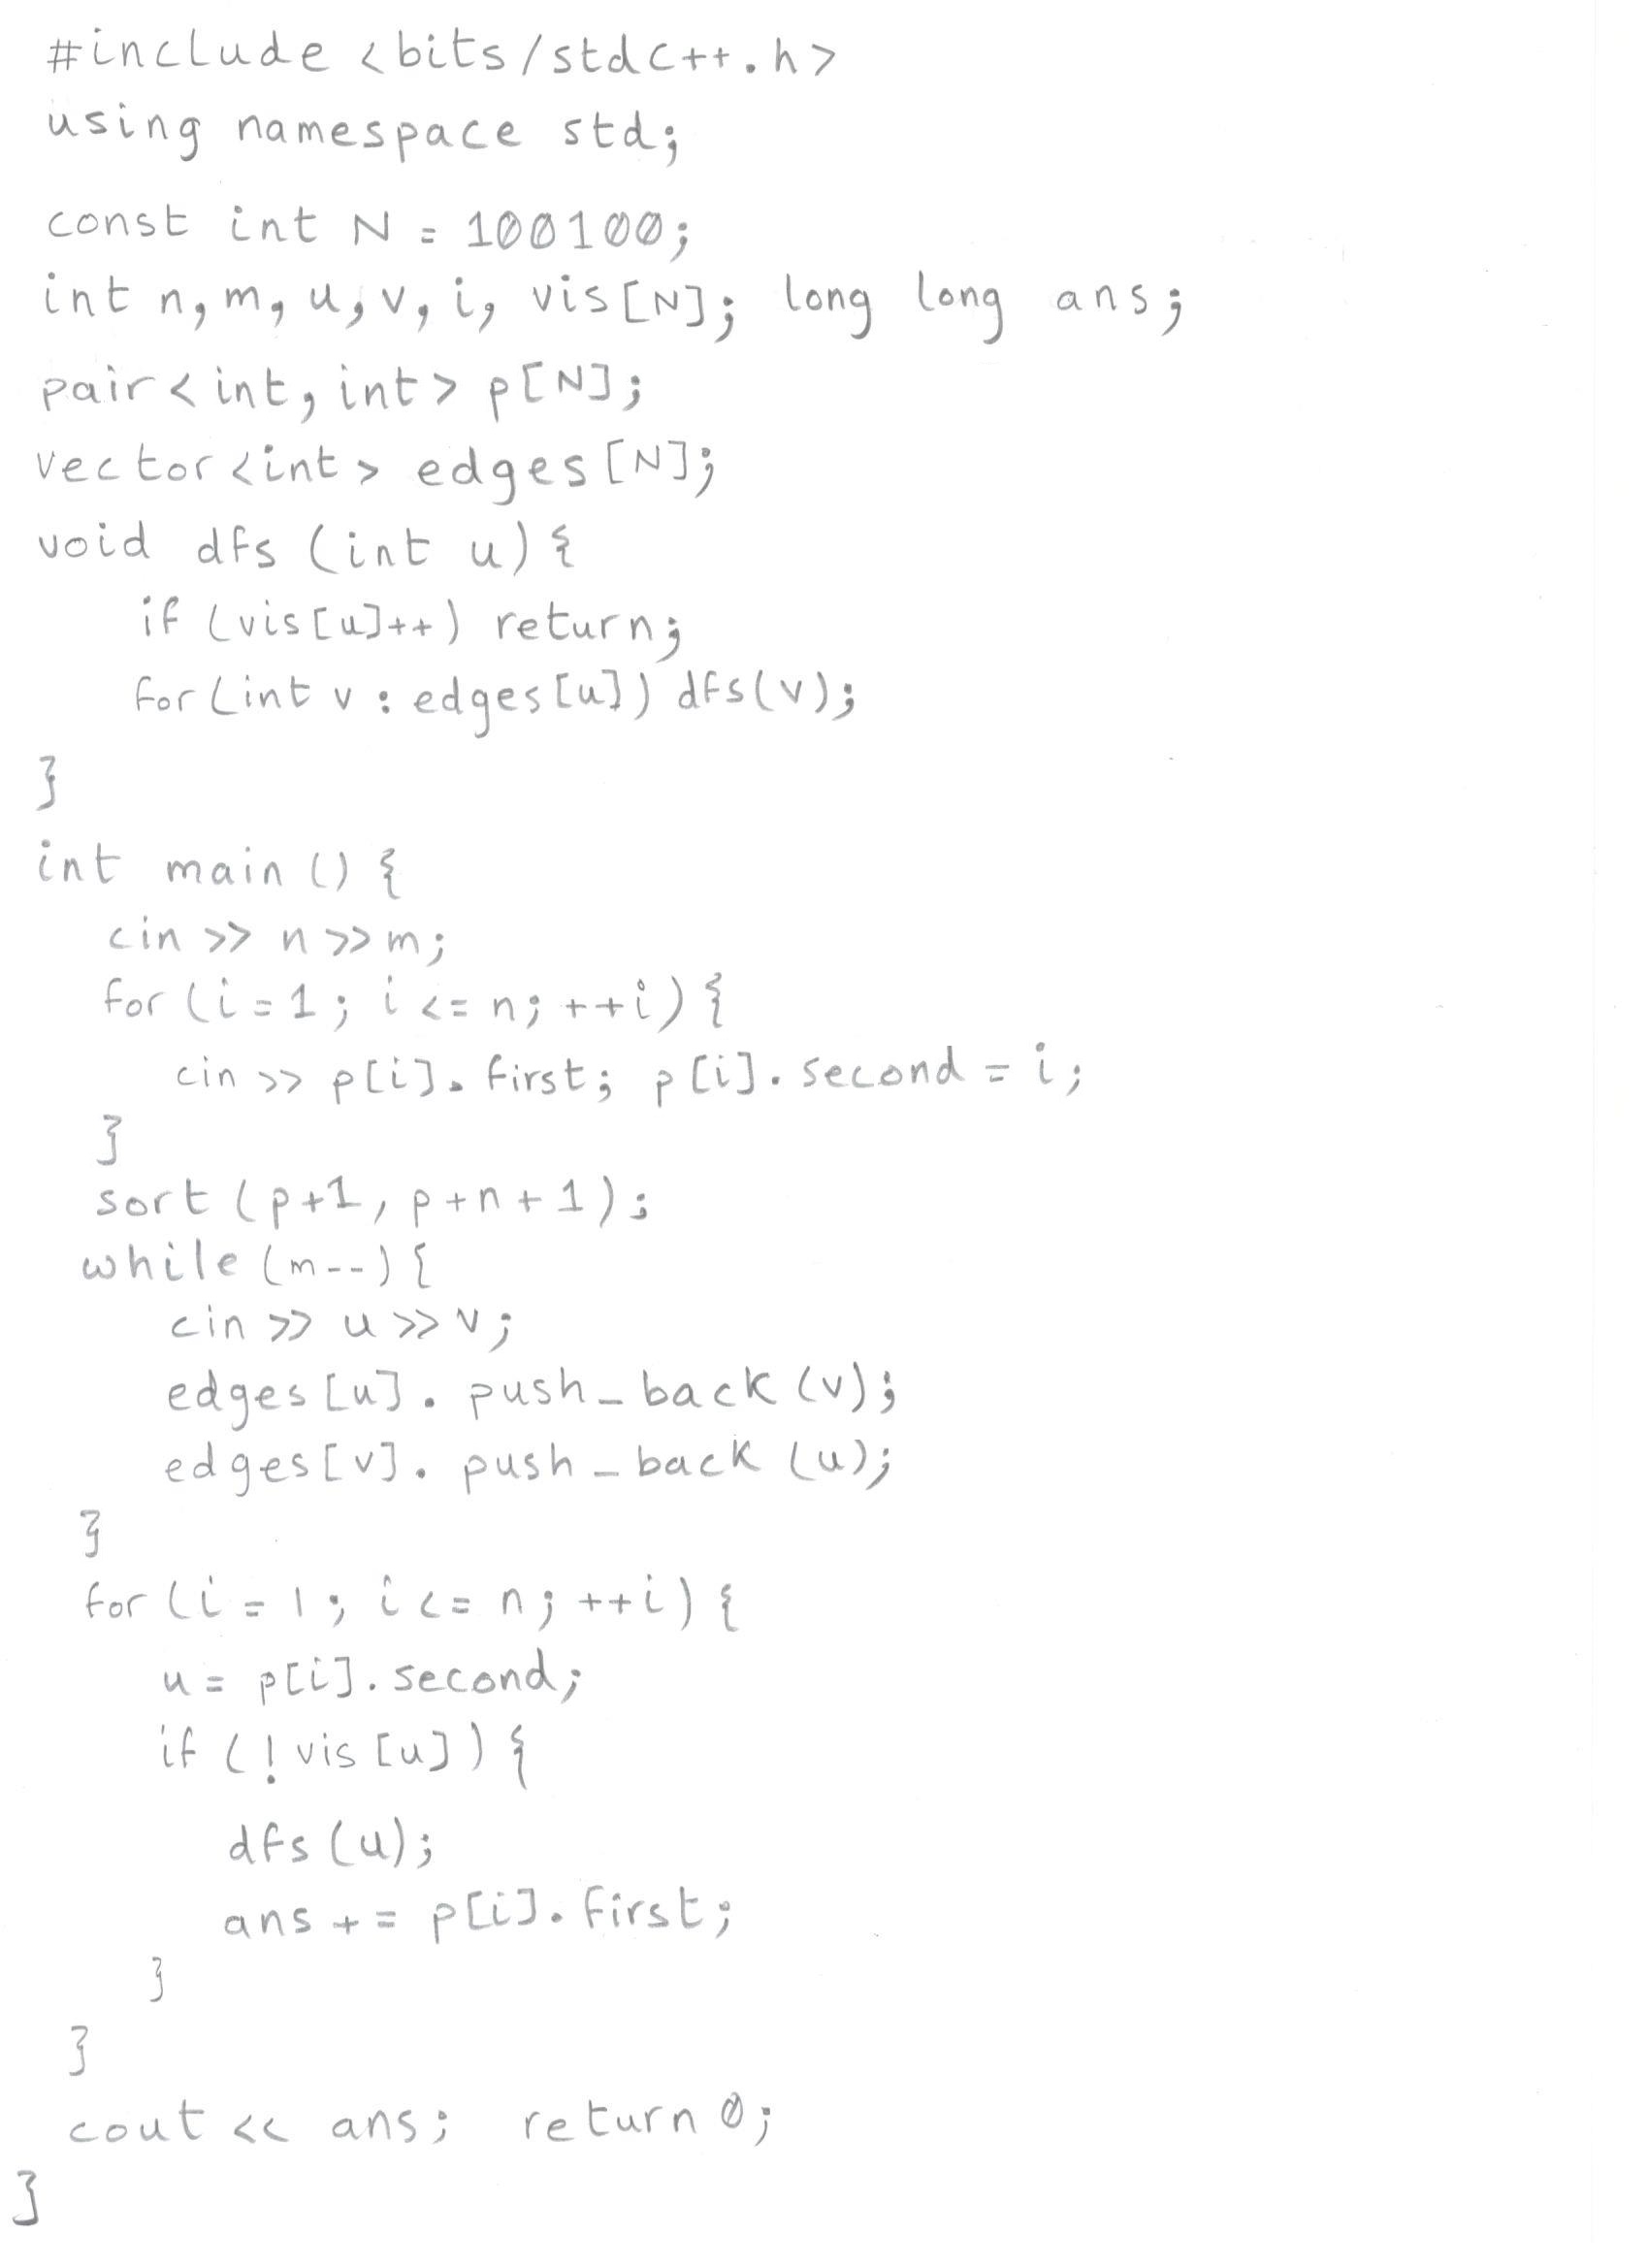 #include <bits/stdc++.h>
using namespace std;
const int N = 100100;
int n, m, u, v, i, vis[N]; long long ans;
pair<int, int> p[N];
vector<int> edges[N];
void dfs (int u) {
if (vis[u]++) return;
for (int v : edges[u]) dfs(v);
}
int main () {
cin >> n >> m;
for (i = 1; i <= n; ++i) {
cin >> p[i].first; p[i].second = i;
}
sort (p+1, p+n+1);
while (m--) {
cin >> u >> v;
edges[u].push_back (v);
edges[v].push_back (u);
}
for (i = 1; i <= n; ++i) {
u = p[i].second;
if (!vis[u]) {
dfs (u);
ans += p[i].first;
}
}
cout << ans; return 0;
}